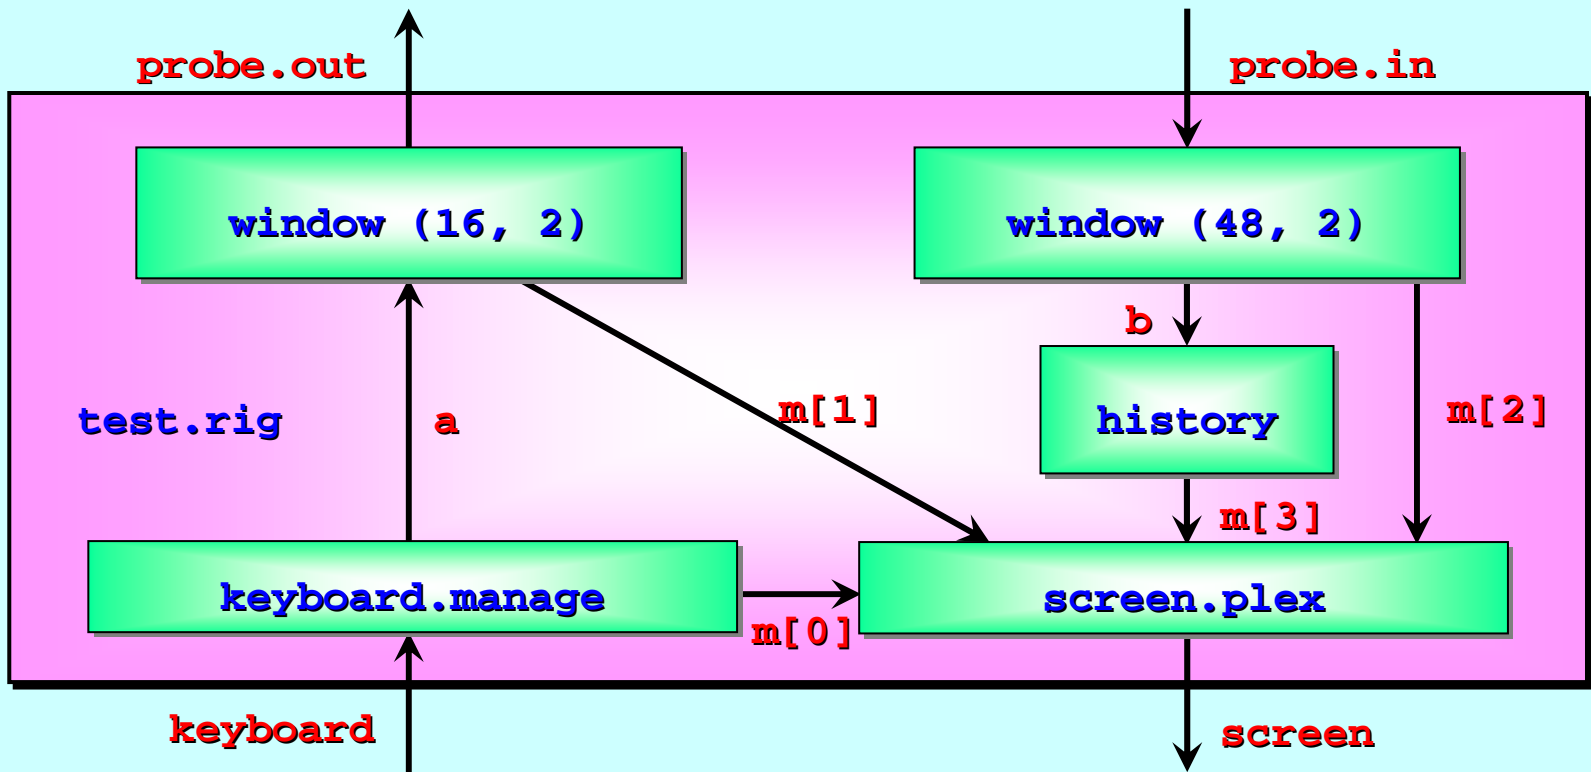 probe.out
probe.in
window (16, 2)
window (48, 2)
b
test.rig
a
m[1]
history
m[2]
m[3]
keyboard.manage
screen.plex
m[0]
keyboard
screen